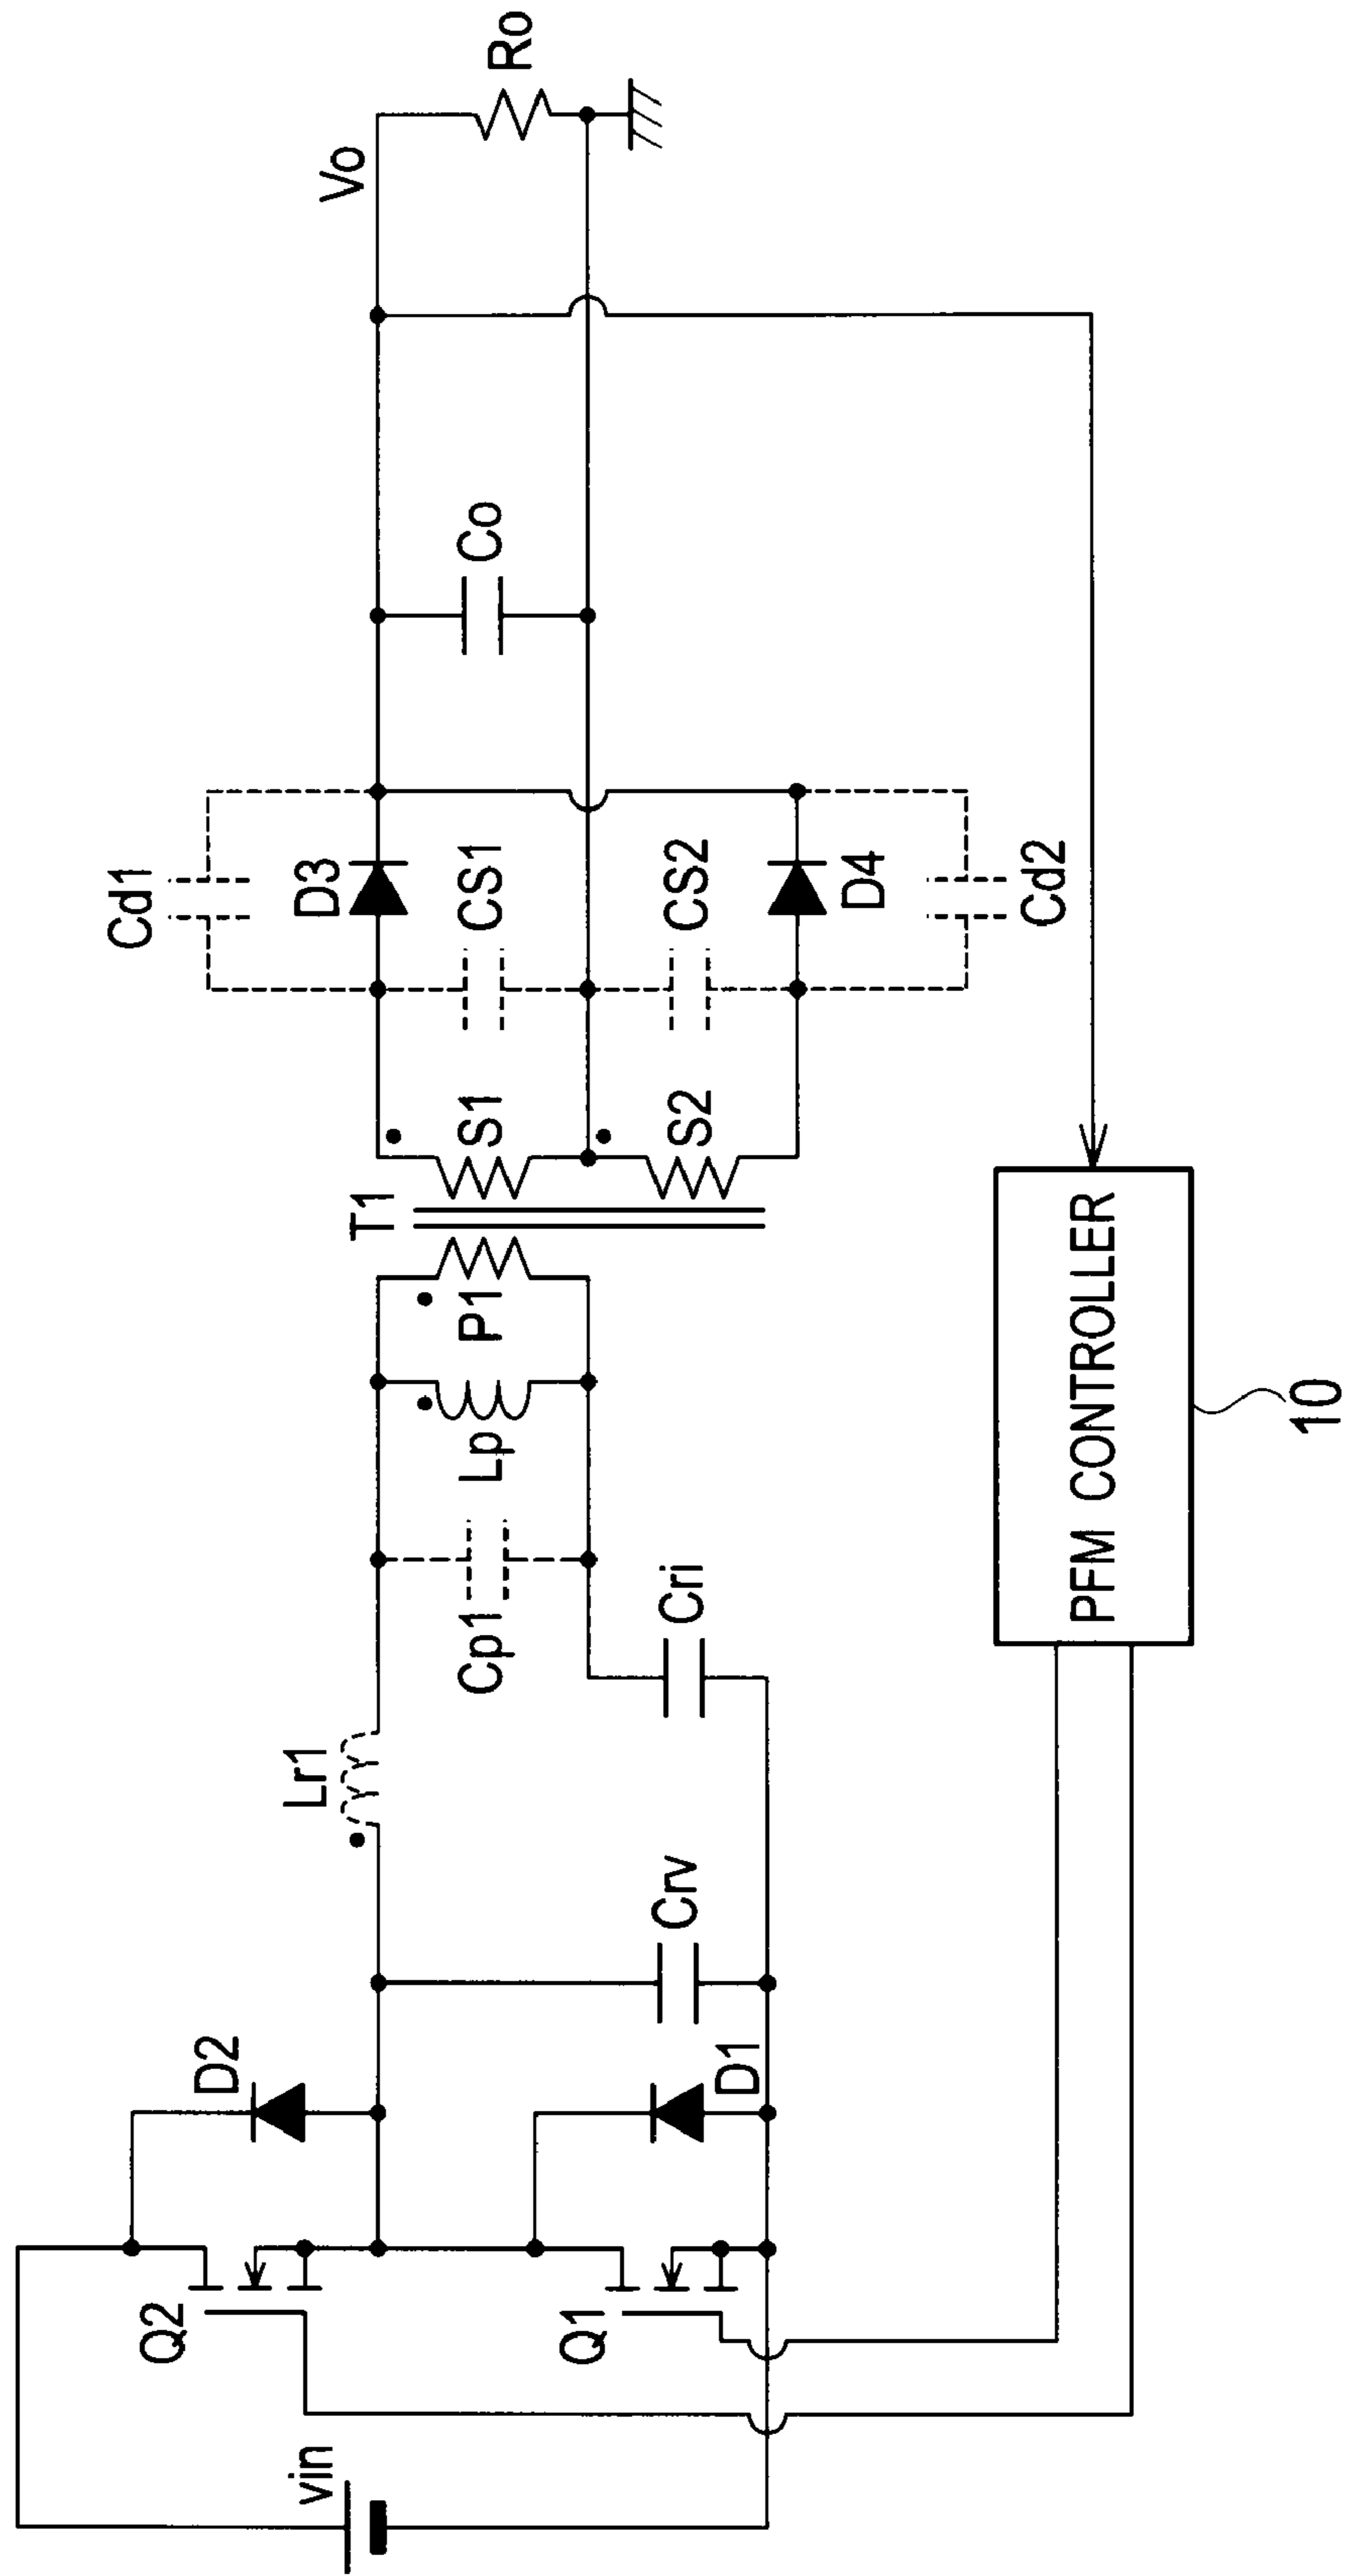 vin
Q2
D2
Q1
D1
Crv
Lr1
Cp1
Cri
Lp
P1
T1
S1
S2
Cd1
D3
CS1
CS2
D4
Cd2
Co
Vo
Ro
PFM CONTROLLER
10